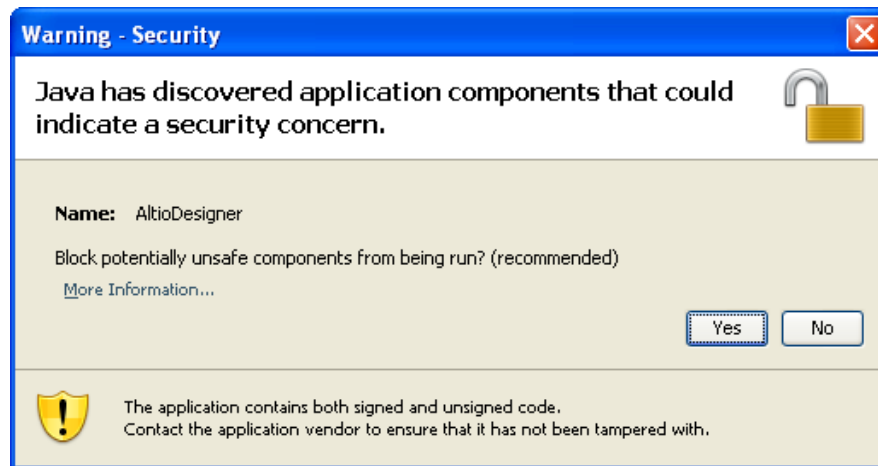 Warning - Security
Java has discovered application components that could
indicate a security concern.
Name: AltioDesigner
Block potentially unsafe components from being run? (recommended)
More Information...
Yes No
The application contains both signed and unsigned code.
Contact the application vendor to ensure that it has not been tampered with.